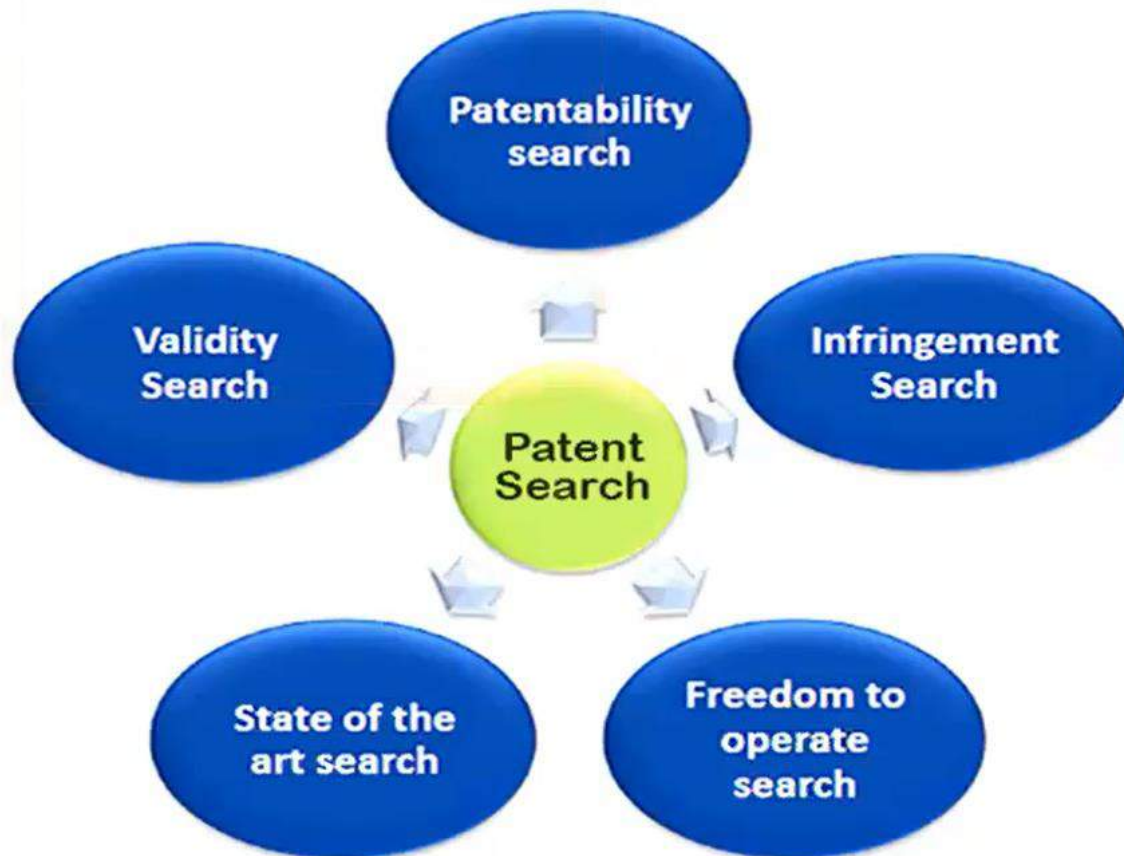 Patentability
search
Validity
Search
Infringement
Search
Patent
Search
State of the
art search
Freedom to
operate
search